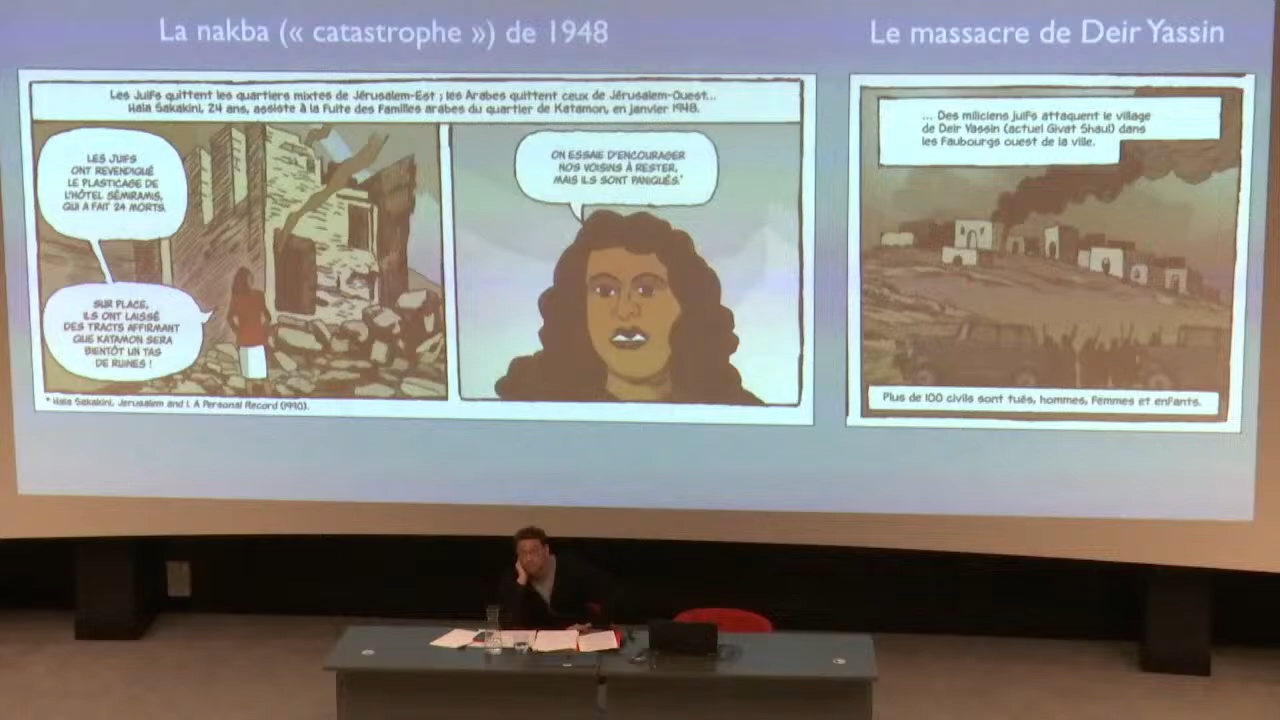 La nakba (« catastrophe ») de 1948
Le massacre de Deir Yassin
Les Juifs quittent les quartiers mixtes de Jérusalem-Est ; les Arabes quittent ceux de Jérusalem-Ouest...
Hala Sakakini, 24 ans, assiste à la fuite des familles arabes du quartier de Katamon, en janvier 1948.
LES JUIFS
ONT REVENDIQUÉ
LE PLASTICAGE DE
L'HÔTEL SÉMIRAMIS,
QUI A FAIT 24 MORTS.
SUR PLACE,
ILS ONT LAISSÉ
DES TRACTS AFFIRMANT
QUE KATAMON SERA
BIENTÔT UN TAS
DE RUINES !
ON ESSAIE D'ENCOURAGER
NOS VOISINS À RESTER,
MAIS ILS SONT PANIQUÉS.*
* Hala Sakakini, Jerusalem and I. A Personal Record (1990).
... Des miliciens juifs attaquent le village
de Deir Yassin (actuel Givat Shaul) dans
les faubourgs ouest de la ville.
Plus de 100 civils sont tués, hommes, femmes et enfants.